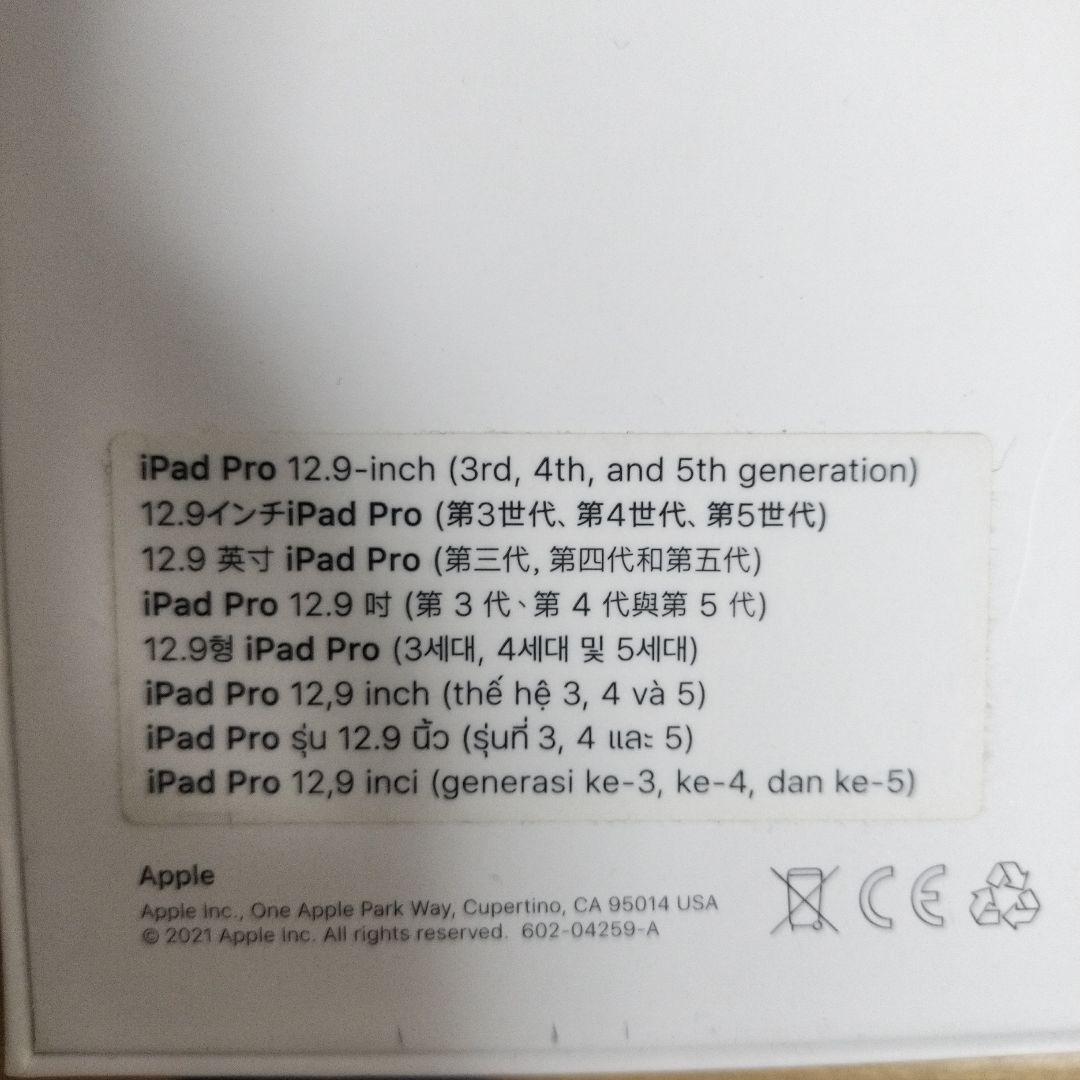 iPad Pro 12.9-inch (3rd, 4th, and 5th generation)
12.9インチiPad Pro (第3世代、第4世代、第5世代)
12.9 英寸 iPad Pro (第三代, 第四代和第五代)
iPad Pro 12.9 吋 (第 3 代、第 4 代與第 5 代)
12.9형 iPad Pro (3세대, 4세대 및 5세대)
iPad Pro 12,9 inch (thế hệ 3, 4 và 5)
iPad Pro รุ่น 12.9 นิ้ว (รุ่นที่ 3, 4 และ 5)
iPad Pro 12,9 inci (generasi ke-3, ke-4, dan ke-5)
Apple
Apple Inc., One Apple Park Way, Cupertino, CA 95014 USA
© 2021 Apple Inc. All rights reserved. 602-04259-A
CE